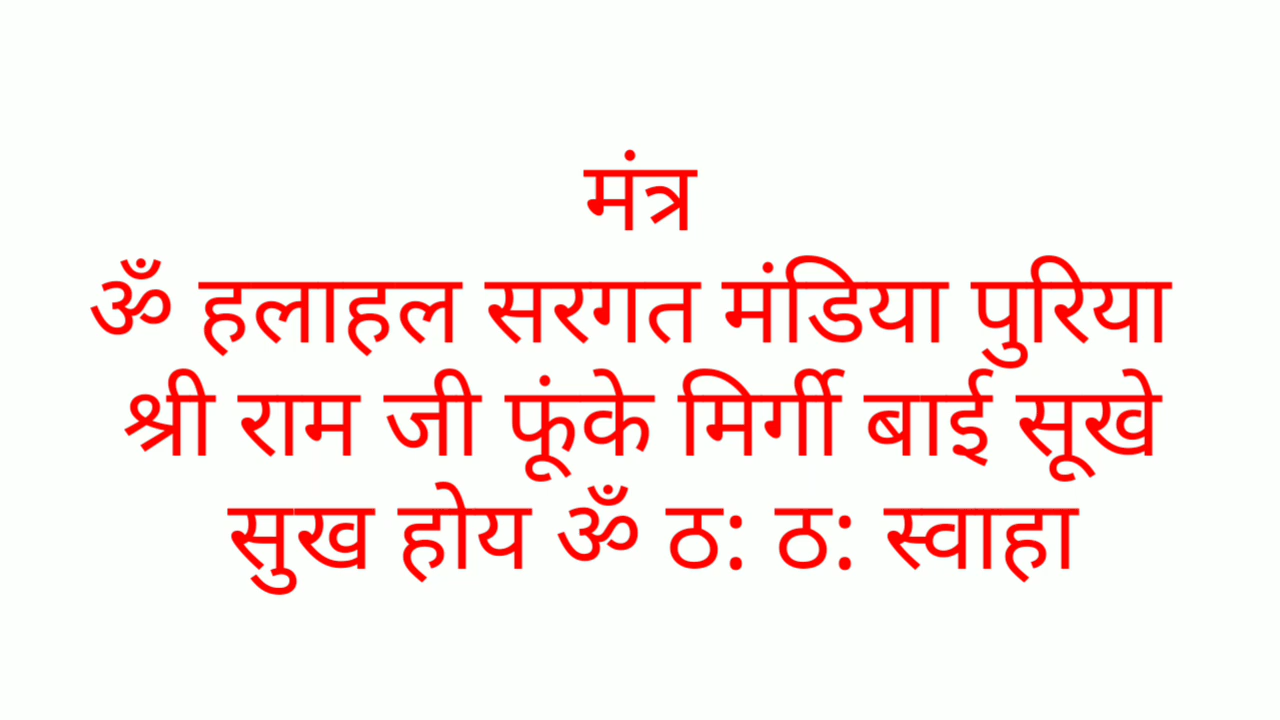 मंत्र
ॐ हलाहल सरगत मंडिया पुरिया
श्री राम जी फूंके मिर्गी बाई सूखे
सुख होय ॐ ठ: ठ: स्वाहा